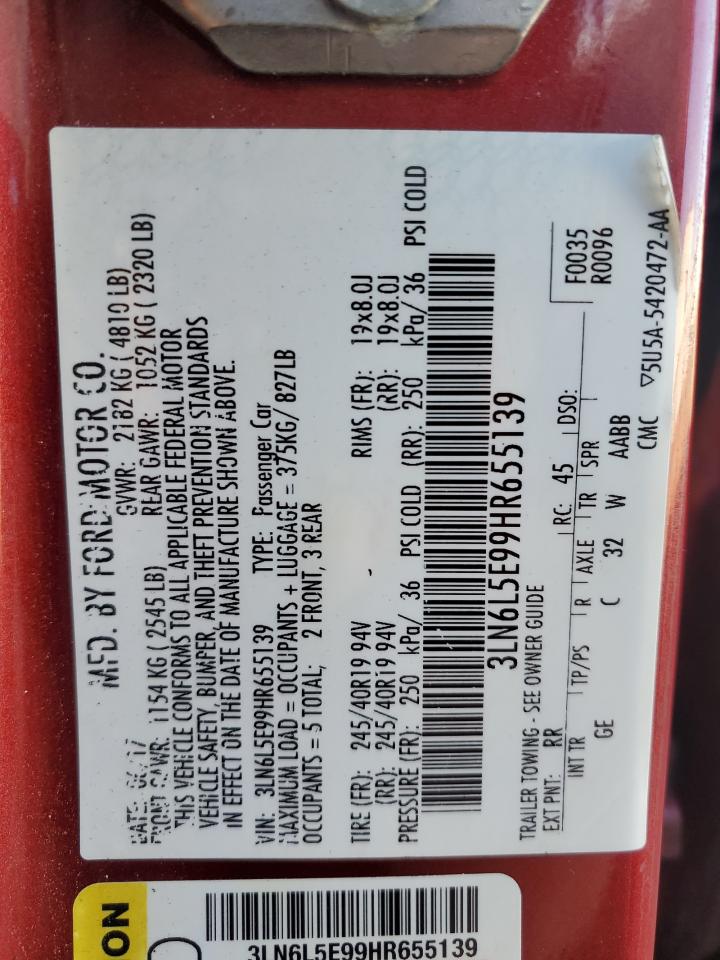 MFD. BY FORD MOTOR CO.
DATE: 06/17 GVWR: 2182 KG ( 4810 LB)
FRONT GAWR: 1154 KG ( 2545 LB) REAR GAWR: 1052 KG ( 2320 LB)
THIS VEHICLE CONFORMS TO ALL APPLICABLE FEDERAL MOTOR
VEHICLE SAFETY, BUMPER, AND THEFT PREVENTION STANDARDS
IN EFFECT ON THE DATE OF MANUFACTURE SHOWN ABOVE.
VIN: 3LN6L5E99HR655139 TYPE: Passenger Car
MAXIMUM LOAD = OCCUPANTS + LUGGAGE = 375KG/ 827LB
OCCUPANTS = 5 TOTAL; 2 FRONT, 3 REAR
TIRE (FR): 245/40R19 94V RIMS (FR): 19x8.0J
(RR): 245/40R19 94V (RR): 19x8.0J
PRESSURE (FR): 250 kPa/ 36 PSI COLD (RR): 250 kPa/ 36 PSI COLD
3LN6L5E99HR655139
TRAILER TOWING - SEE OWNER GUIDE F0035
EXT PNT: RR RC: 45 DSO: R0096
INT TR TP/PS R AXLE TR SPR
GE C 32 W AABB
CMC ▽5U5A-5420472-AA
ON
3LN6L5E99HR655139